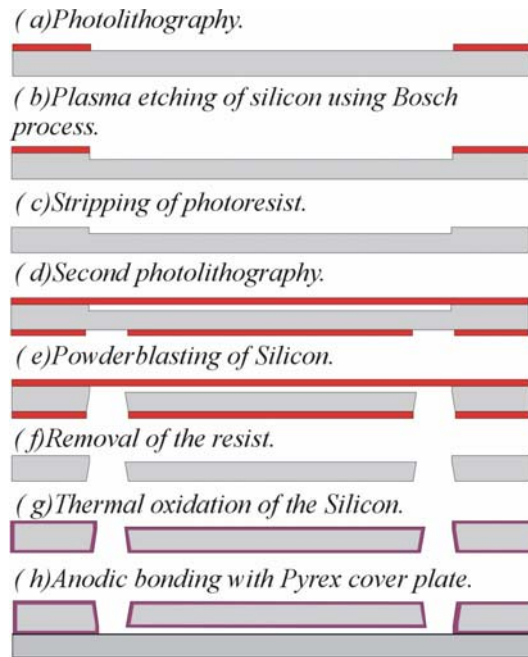 ( a)Photolithography.
( b)Plasma etching of silicon using Bosch
process.
( c)Stripping of photoresist.
( d)Second photolithography.
( e)Powderblasting of Silicon.
( f)Removal of the resist.
( g)Thermal oxidation of the Silicon.
( h)Anodic bonding with Pyrex cover plate.